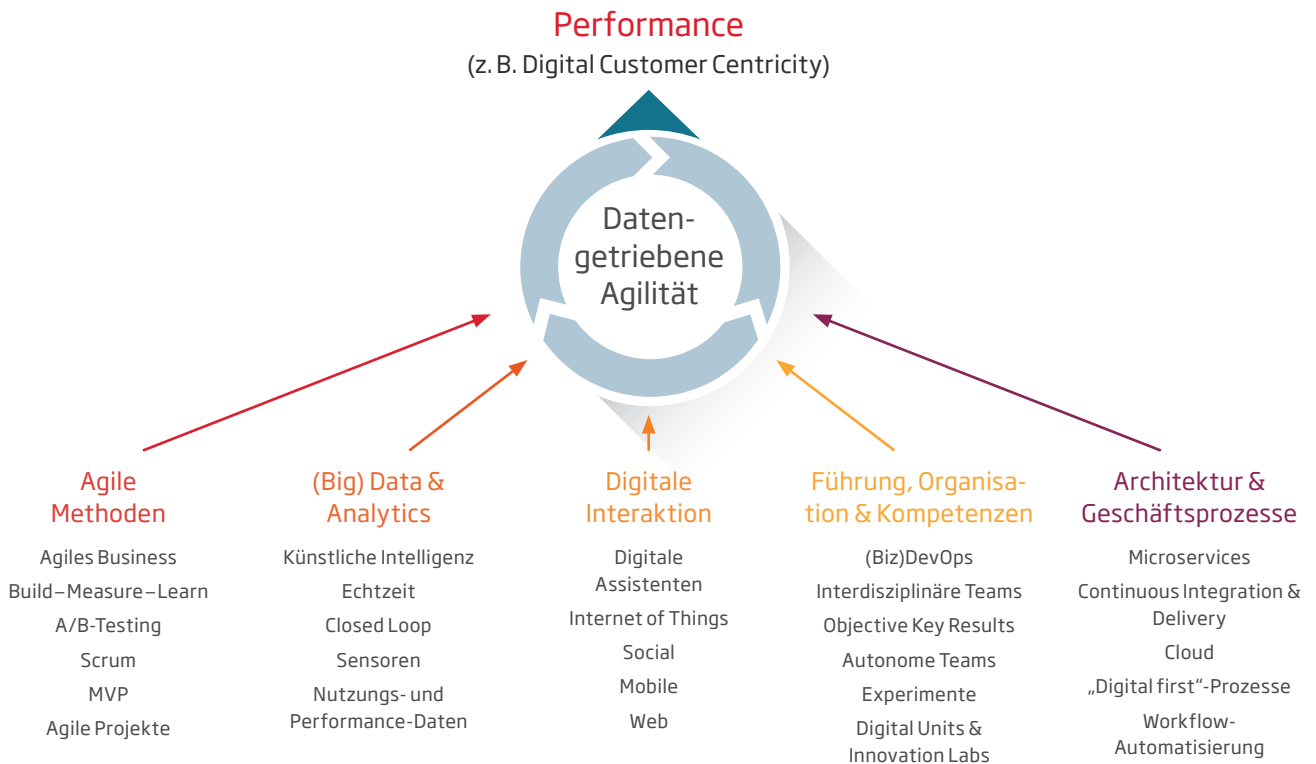 Performance
(z. B. Digital Customer Centricity)
Daten-
getriebene
Agilität
Agile
Methoden
Agiles Business
Build–Measure–Learn
A/B-Testing
Scrum
MVP
Agile Projekte
(Big) Data &
Analytics
Künstliche Intelligenz
Echtzeit
Closed Loop
Sensoren
Nutzungs- und
Performance-Daten
Digitale
Interaktion
Digitale
Assistenten
Internet of Things
Social
Mobile
Web
Führung, Organisa-
tion & Kompetenzen
(Biz)DevOps
Interdisziplinäre Teams
Objective Key Results
Autonome Teams
Experimente
Digital Units &
Innovation Labs
Architektur &
Geschäftsprozesse
Microservices
Continuous Integration &
Delivery
Cloud
„Digital first“-Prozesse
Workflow-
Automatisierung